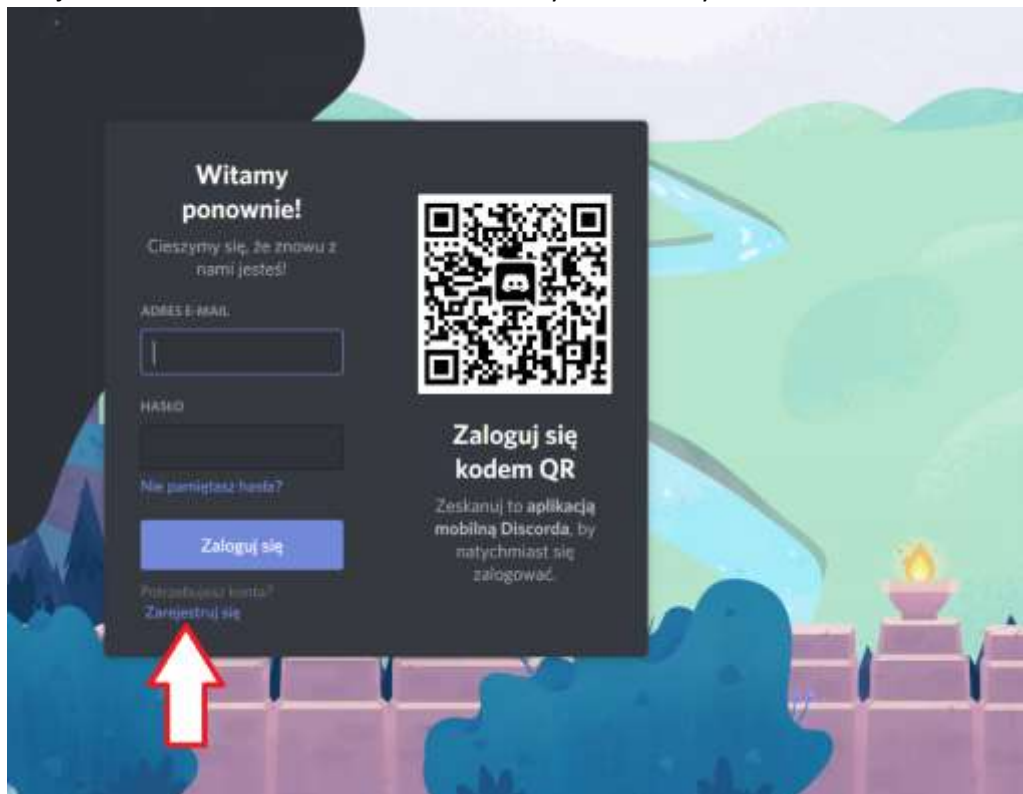 Witamy
ponownie!
Cieszymy się, że znowu z
nami jesteś!
ADRES E-MAIL
HASŁO
Nie pamiętasz hasła?
Zaloguj się
Potrzebujesz konta?
Zarejestruj się
Zaloguj się
kodem QR
Zeskanuj to aplikacją
mobilną Discorda, by
natychmiast się
zalogować.